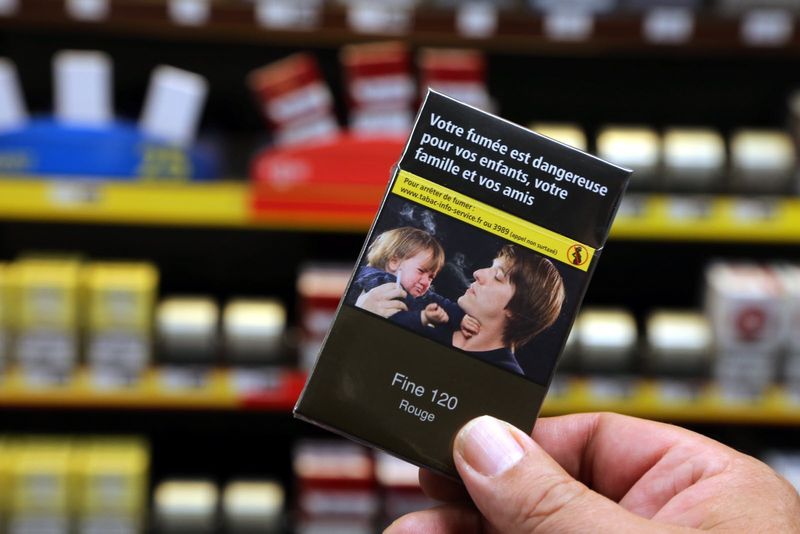 Votre fumée est dangereuse
pour vos enfants, votre
famille et vos amis
Pour arrêter de fumer :
www.tabac-info-service.fr ou 3989 (appel non surtaxé)
Fine 120
Rouge